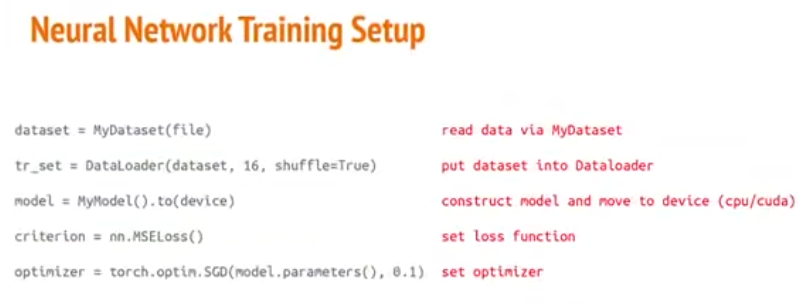 Neural Network Training Setup
dataset = MyDataset(file) read data via MyDataset
tr_set = DataLoader(dataset, 16, shuffle=True) put dataset into Dataloader
model = MyModel().to(device) construct model and move to device (cpu/cuda)
criterion = nn.MSELoss() set loss function
optimizer = torch.optim.SGD(model.parameters(), 0.1) set optimizer